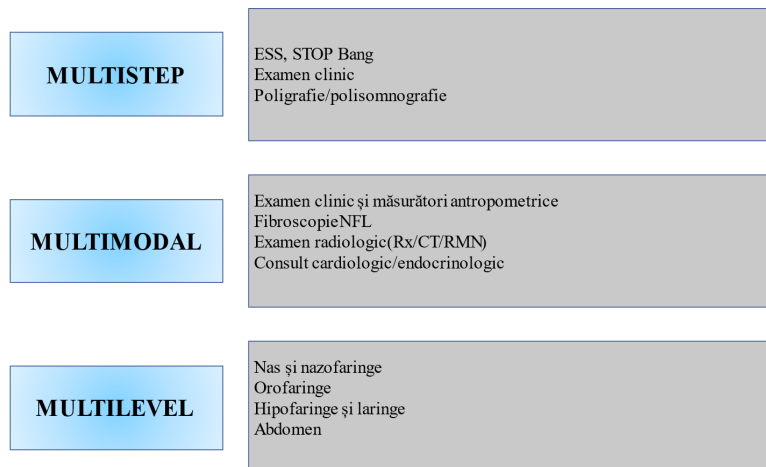 MULTISTEP
ESS, STOP Bang
Examen clinic
Poligrafie/polisomnografie
MULTIMODAL
Examen clinic și măsurători antropometrice
FibroscopieNFL
Examen radiologic(Rx/CT/RMN)
Consult cardiologic/endocrinologic
MULTILEVEL
Nas și nazofaringe
Orofaringe
Hipofaringe și laringe
Abdomen